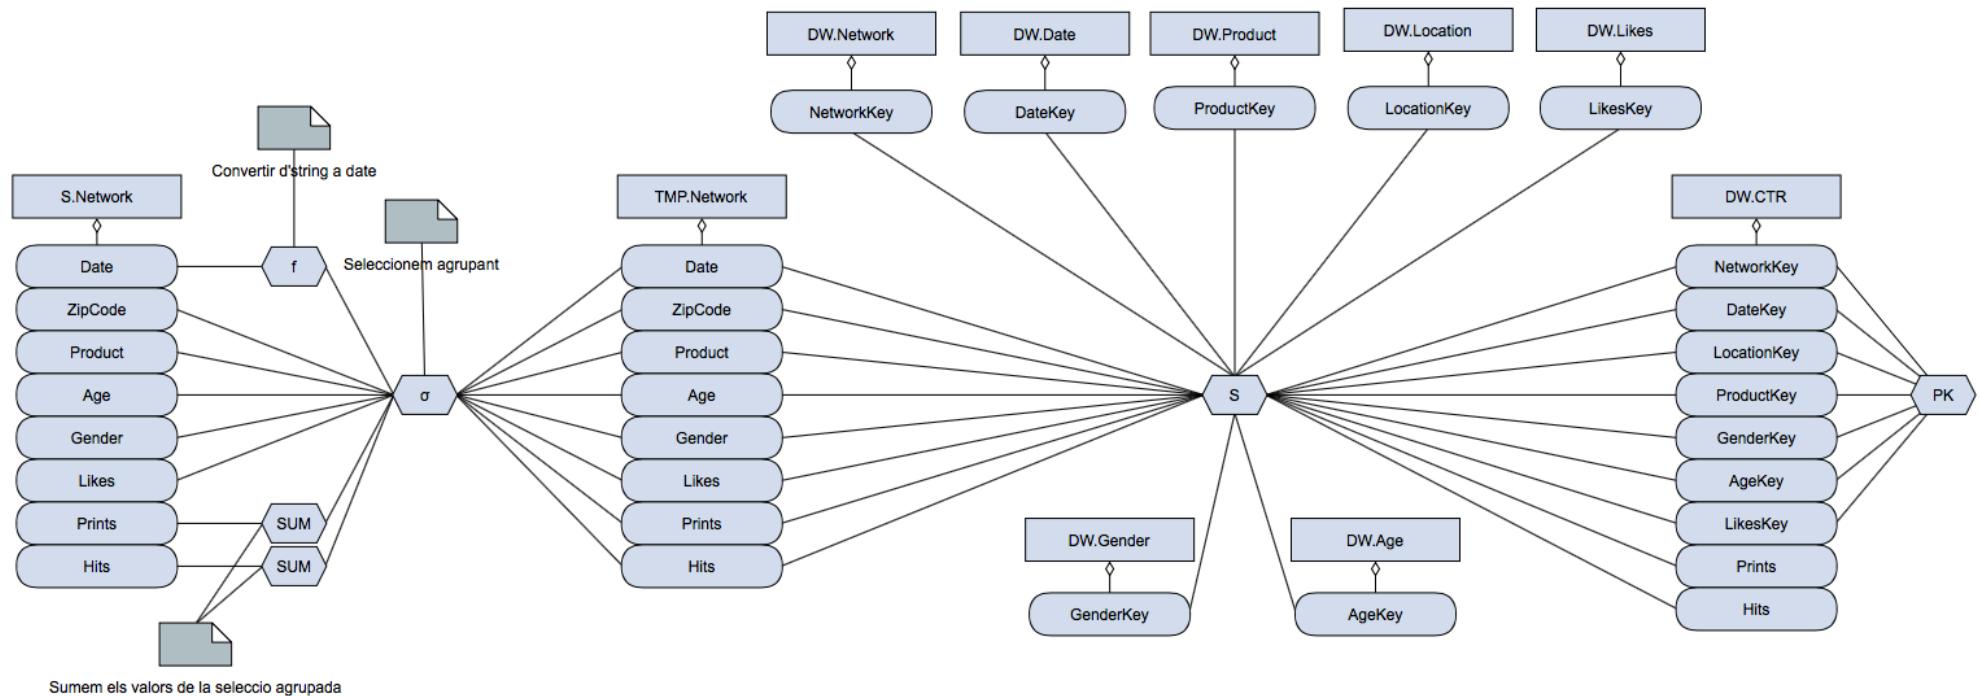 DW.Network
DW.Date
DW.Product
DW.Location
DW.Likes
NetworkKey
DateKey
ProductKey
LocationKey
LikesKey
Convertir d'string a date
S.Network
Date
ZipCode
Product
Age
Gender
Likes
Prints
Hits
f
SUM
SUM
Sumem els valors de la seleccio agrupada
Seleccionem agrupant
σ
TMP.Network
Date
ZipCode
Product
Age
Gender
Likes
Prints
Hits
S
DW.Gender
GenderKey
DW.Age
AgeKey
DW.CTR
NetworkKey
DateKey
LocationKey
ProductKey
GenderKey
AgeKey
LikesKey
Prints
Hits
PK